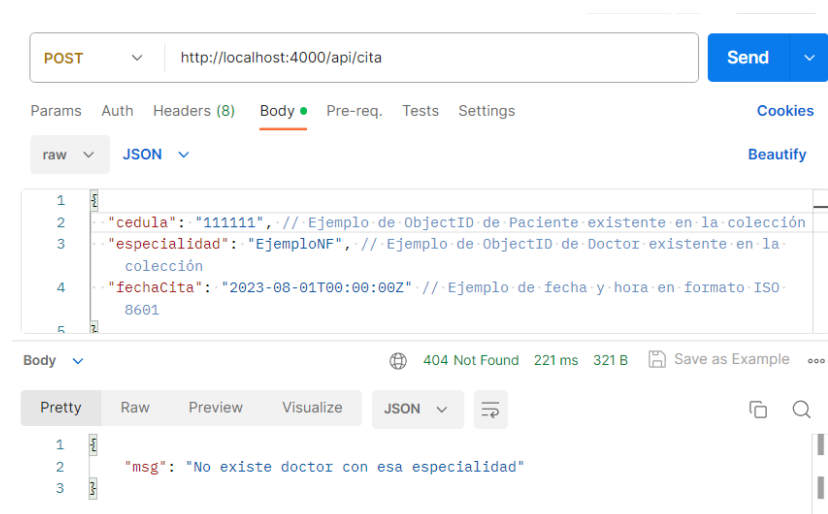 POST http://localhost:4000/api/cita Send
Params Auth Headers (8) Body Pre-req. Tests Settings Cookies
raw JSON Beautify
1 {
2 "cedula": "111111", // Ejemplo de ObjectID de Paciente existente en la colección
3 "especialidad": "EjemploNF", // Ejemplo de ObjectID de Doctor existente en la
colección
4 "fechaCita": "2023-08-01T00:00:00Z" // Ejemplo de fecha y hora en formato ISO
8601
5 }
Body 404 Not Found 221 ms 321 B Save as Example
Pretty Raw Preview Visualize JSON
1 {
2 "msg": "No existe doctor con esa especialidad"
3 }